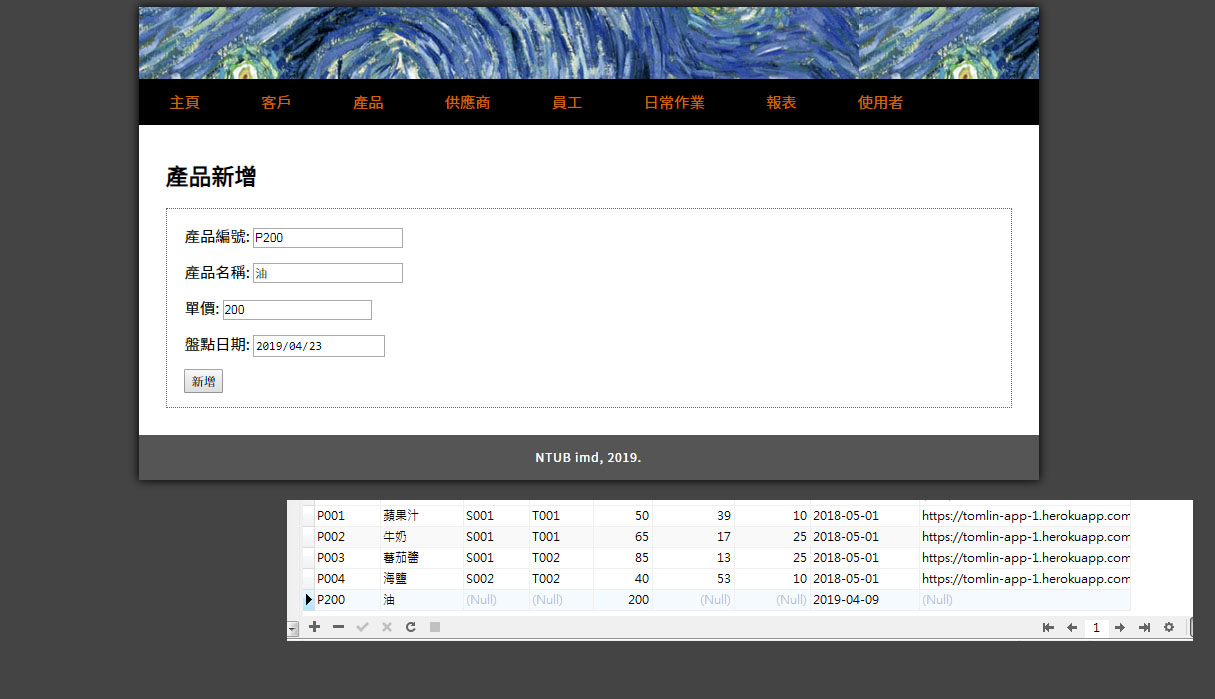 主頁 客戶 產品 供應商 員工 日常作業 報表 使用者
產品新增
產品編號: P200
產品名稱: 油
單價: 200
盤點日期: 2019/04/23
新增
NTUB imd, 2019.
P001 蘋果汁 S001 T001 50 39 10 2018-05-01 https://tomlin-app-1.herokuapp.com
P002 牛奶 S001 T001 65 17 25 2018-05-01 https://tomlin-app-1.herokuapp.com
P003 蕃茄醬 S001 T002 85 13 25 2018-05-01 https://tomlin-app-1.herokuapp.com
P004 海鹽 S002 T002 40 53 10 2018-05-01 https://tomlin-app-1.herokuapp.com
P200 油 (Null) (Null) 200 (Null) (Null) 2019-04-09 (Null)
1